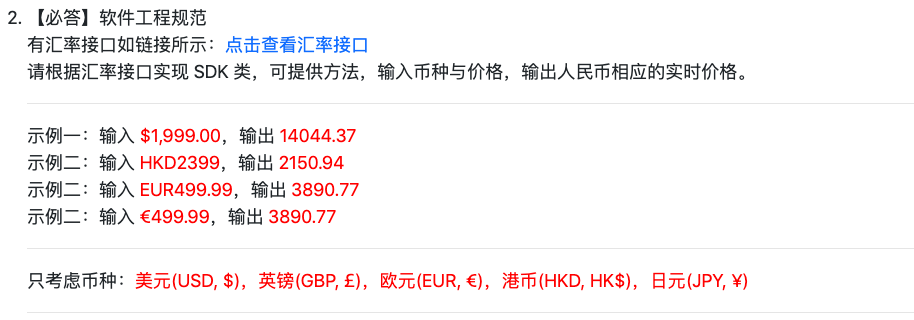 2. 【必答】软件工程规范
有汇率接口如链接所示：点击查看汇率接口
请根据汇率接口实现 SDK 类，可提供方法，输入币种与价格，输出人民币相应的实时价格。
示例一：输入 $1,999.00，输出 14044.37
示例二：输入 HKD2399，输出 2150.94
示例二：输入 EUR499.99，输出 3890.77
示例二：输入 €499.99，输出 3890.77
只考虑币种：美元(USD, $)，英镑(GBP, £)，欧元(EUR, €)，港币(HKD, HK$)，日元(JPY, ¥)